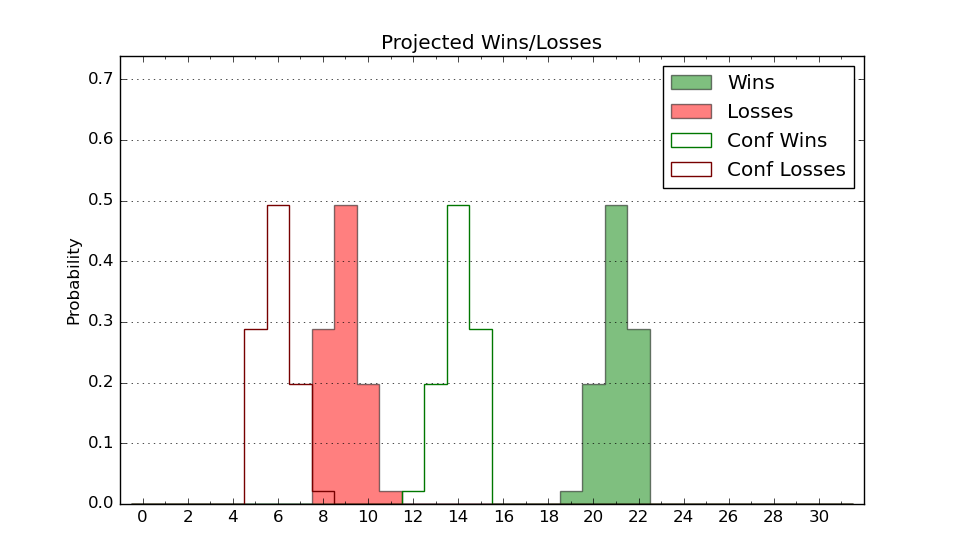 Projected Wins/Losses
Wins
Losses
Conf Wins
Conf Losses
Probability
0.7
0.6
0.5
0.4
0.3
0.2
0.1
0.0
0 2 4 6 8 10 12 14 16 18 20 22 24 26 28 30